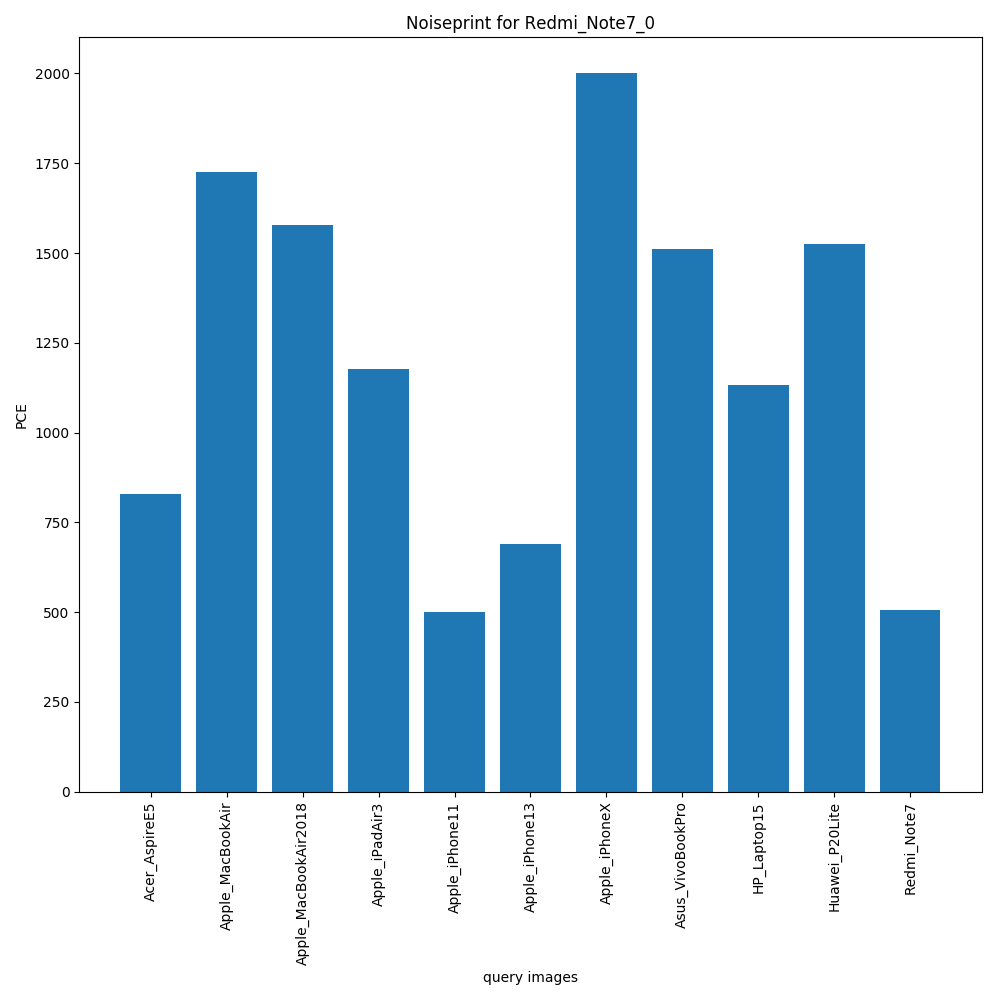 Noiseprint for Redmi_Note7_0
PCE
2000
1750
1500
1250
1000
750
500
250
0
Acer_AspireE5
Apple_MacBookAir
Apple_MacBookAir2018
Apple_iPadAir3
Apple_iPhone11
Apple_iPhone13
Apple_iPhoneX
Asus_VivoBookPro
HP_Laptop15
Huawei_P20Lite
Redmi_Note7
query images